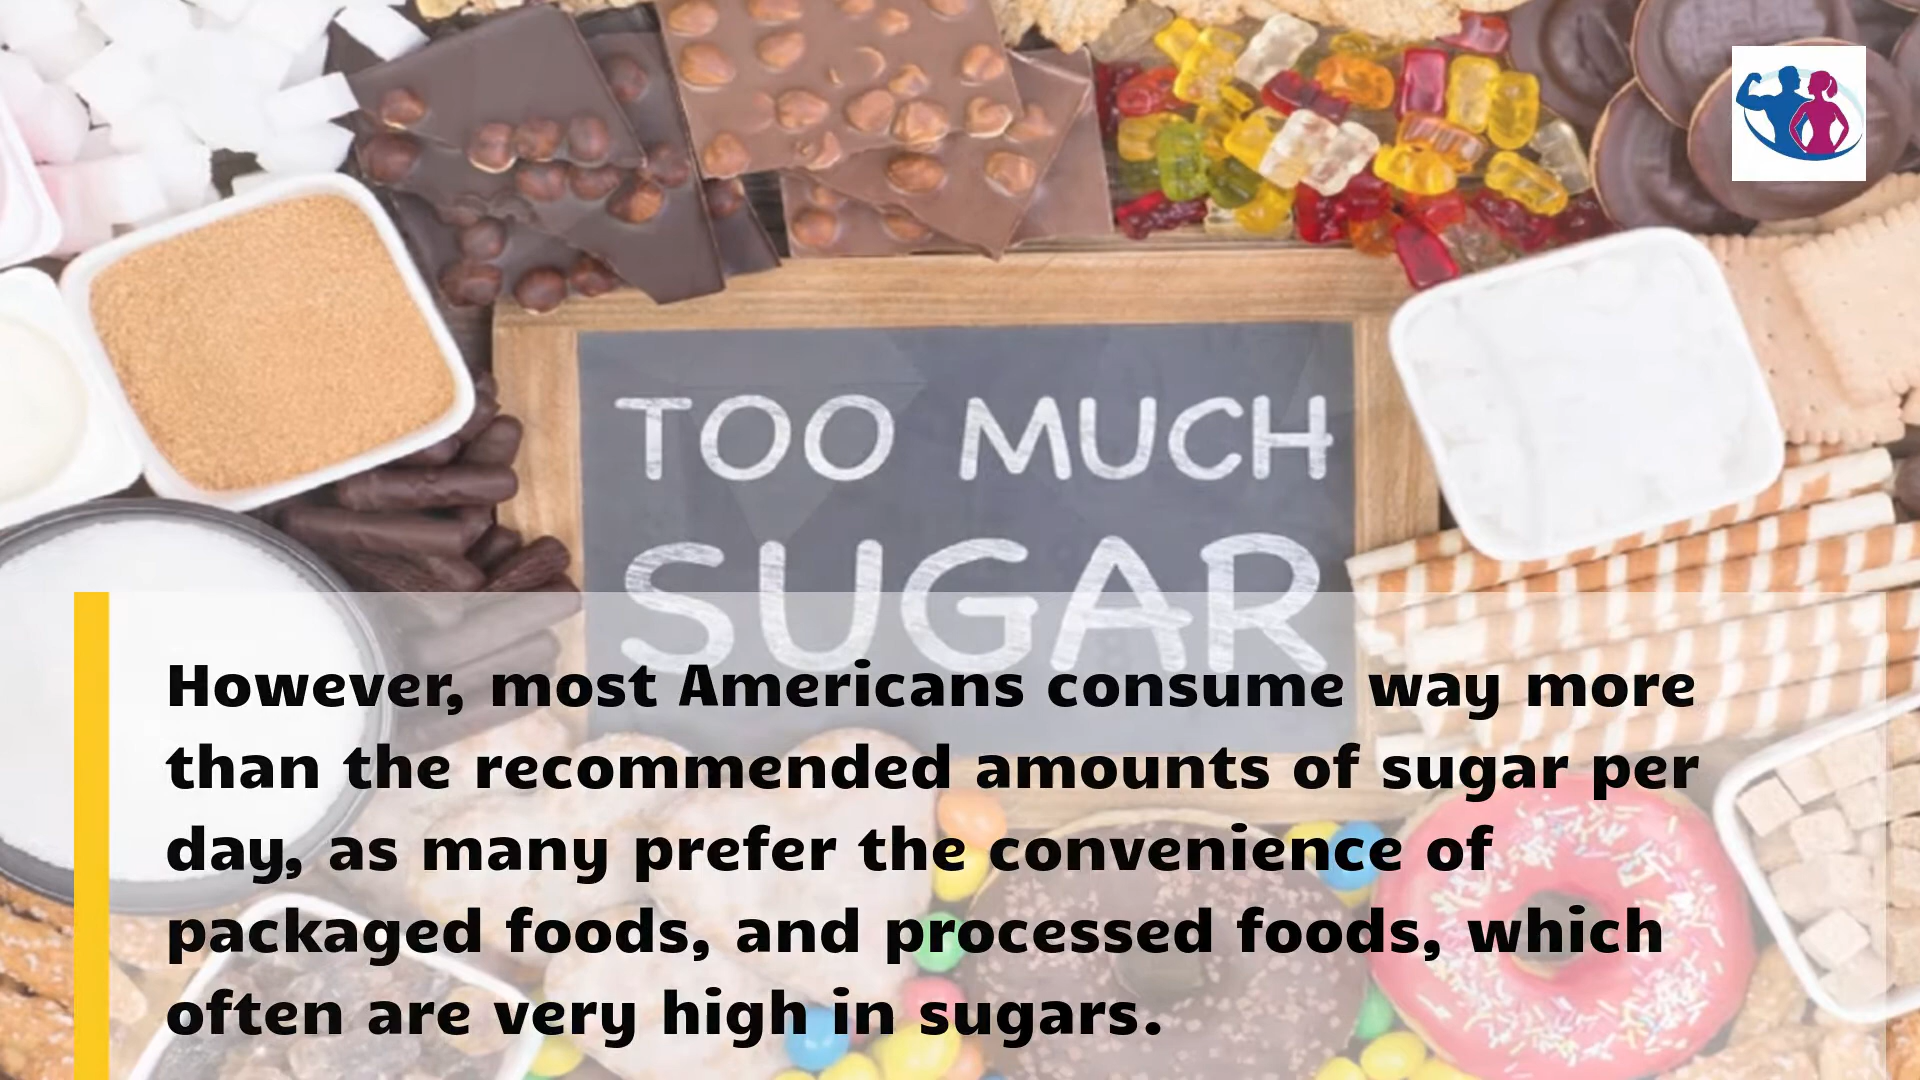 TOO MUCH
SUGAR
However, most Americans consume way more
than the recommended amounts of sugar per
day, as many prefer the convenience of
packaged foods, and processed foods, which
often are very high in sugars.